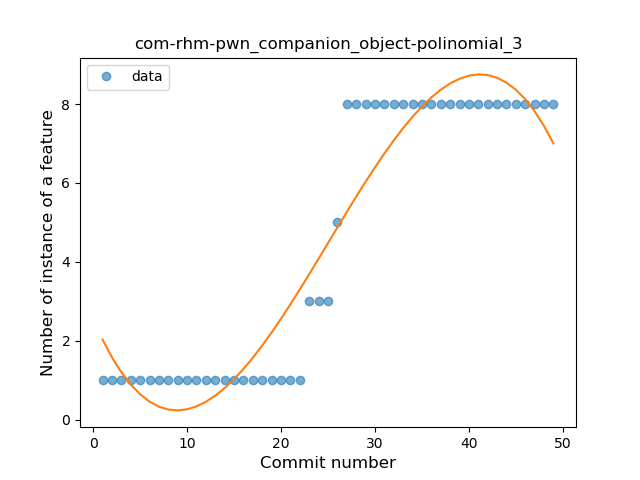 com-rhm-pwn_companion_object-polinomial_3
data
Number of instance of a feature
8
6
4
2
0
0 10 20 30 40 50
Commit number